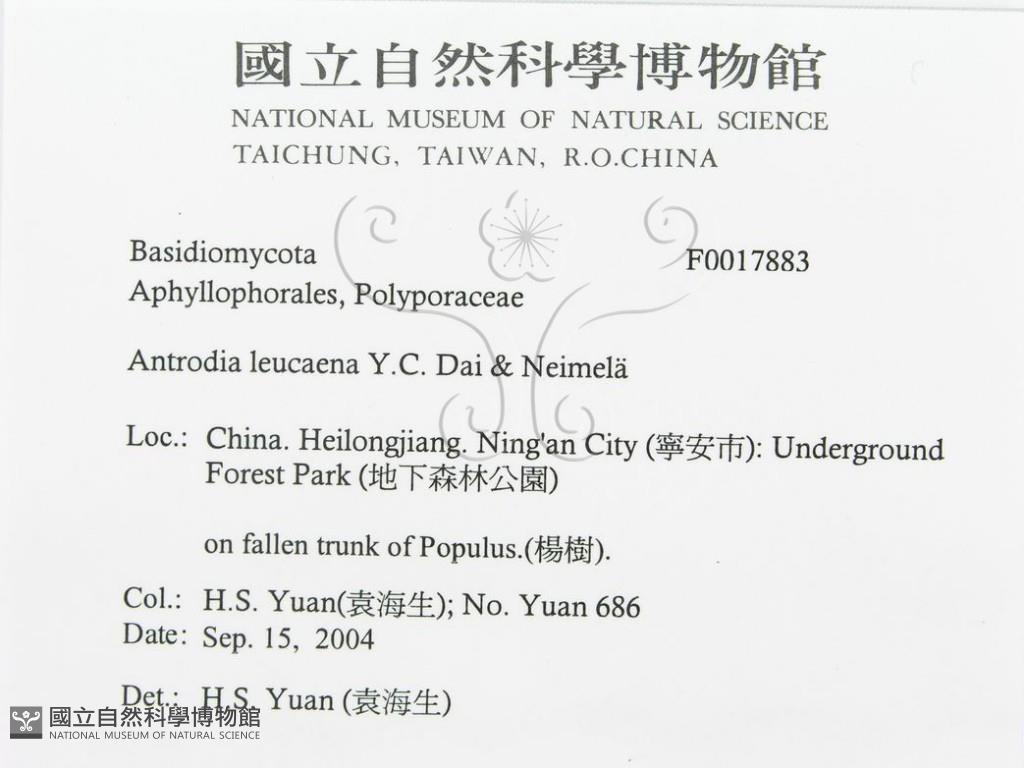 國立自然科學博物館
NATIONAL MUSEUM OF NATURAL SCIENCE
TAICHUNG, TAIWAN, R.O.CHINA
Basidiomycota F0017883
Aphyllophorales, Polyporaceae
Antrodia leucaena Y.C. Dai & Neimelä
Loc.: China. Heilongjiang. Ning'an City (寧安市): Underground
Forest Park (地下森林公園)
on fallen trunk of Populus.(楊樹).
Col.: H.S. Yuan(袁海生); No. Yuan 686
Date: Sep. 15, 2004
Det.: H.S. Yuan (袁海生)
國立自然科學博物館
NATIONAL MUSEUM OF NATURAL SCIENCE